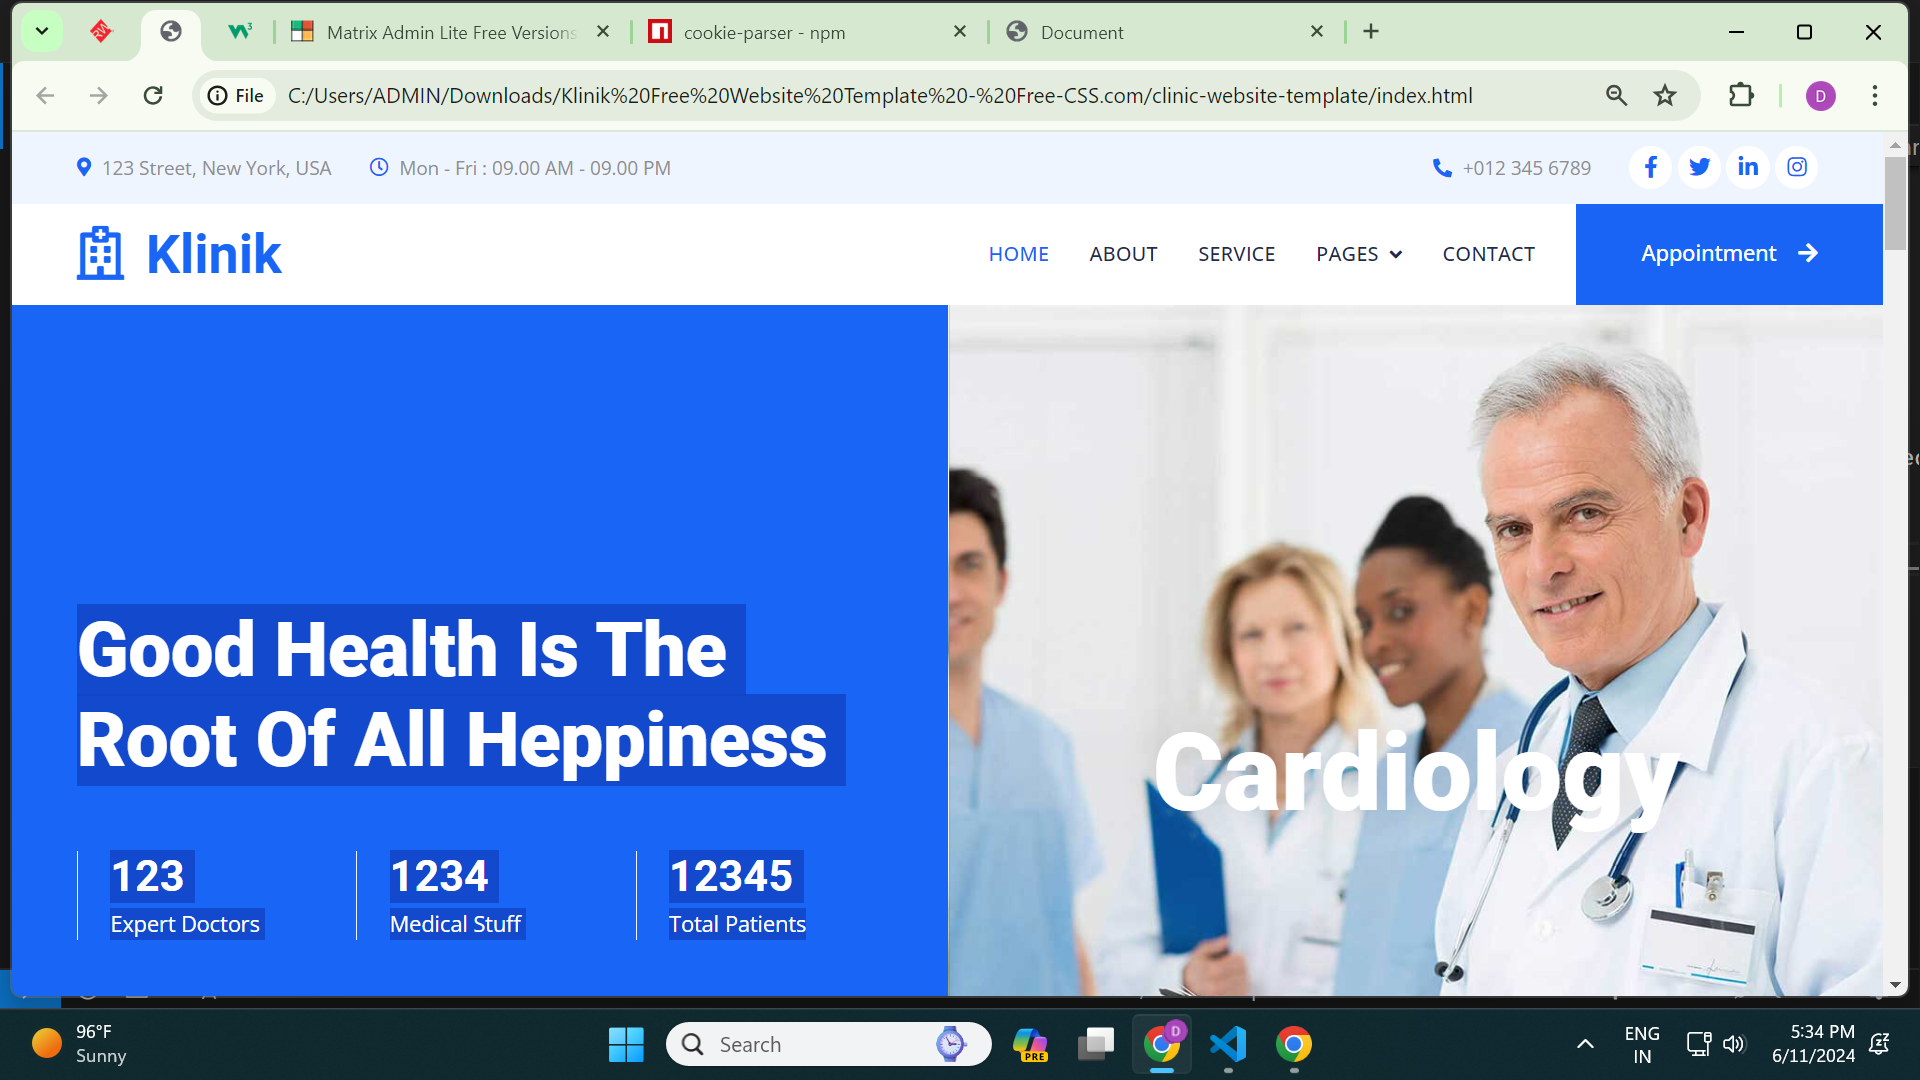 Matrix Admin Lite Free Versions
cookie-parser - npm
Document
File
C:/Users/ADMIN/Downloads/Klinik%20Free%20Website%20Template%20-%20Free-CSS.com/clinic-website-template/index.html
D
123 Street, New York, USA
Mon - Fri : 09.00 AM - 09.00 PM
+012 345 6789
Klinik
HOME
ABOUT
SERVICE
PAGES
CONTACT
Appointment
Good Health Is The
Root Of All Heppiness
Cardiology
123
Expert Doctors
1234
Medical Stuff
12345
Total Patients
96°F
Sunny
Search
PRE
D
ENG
IN
5:34 PM
6/11/2024